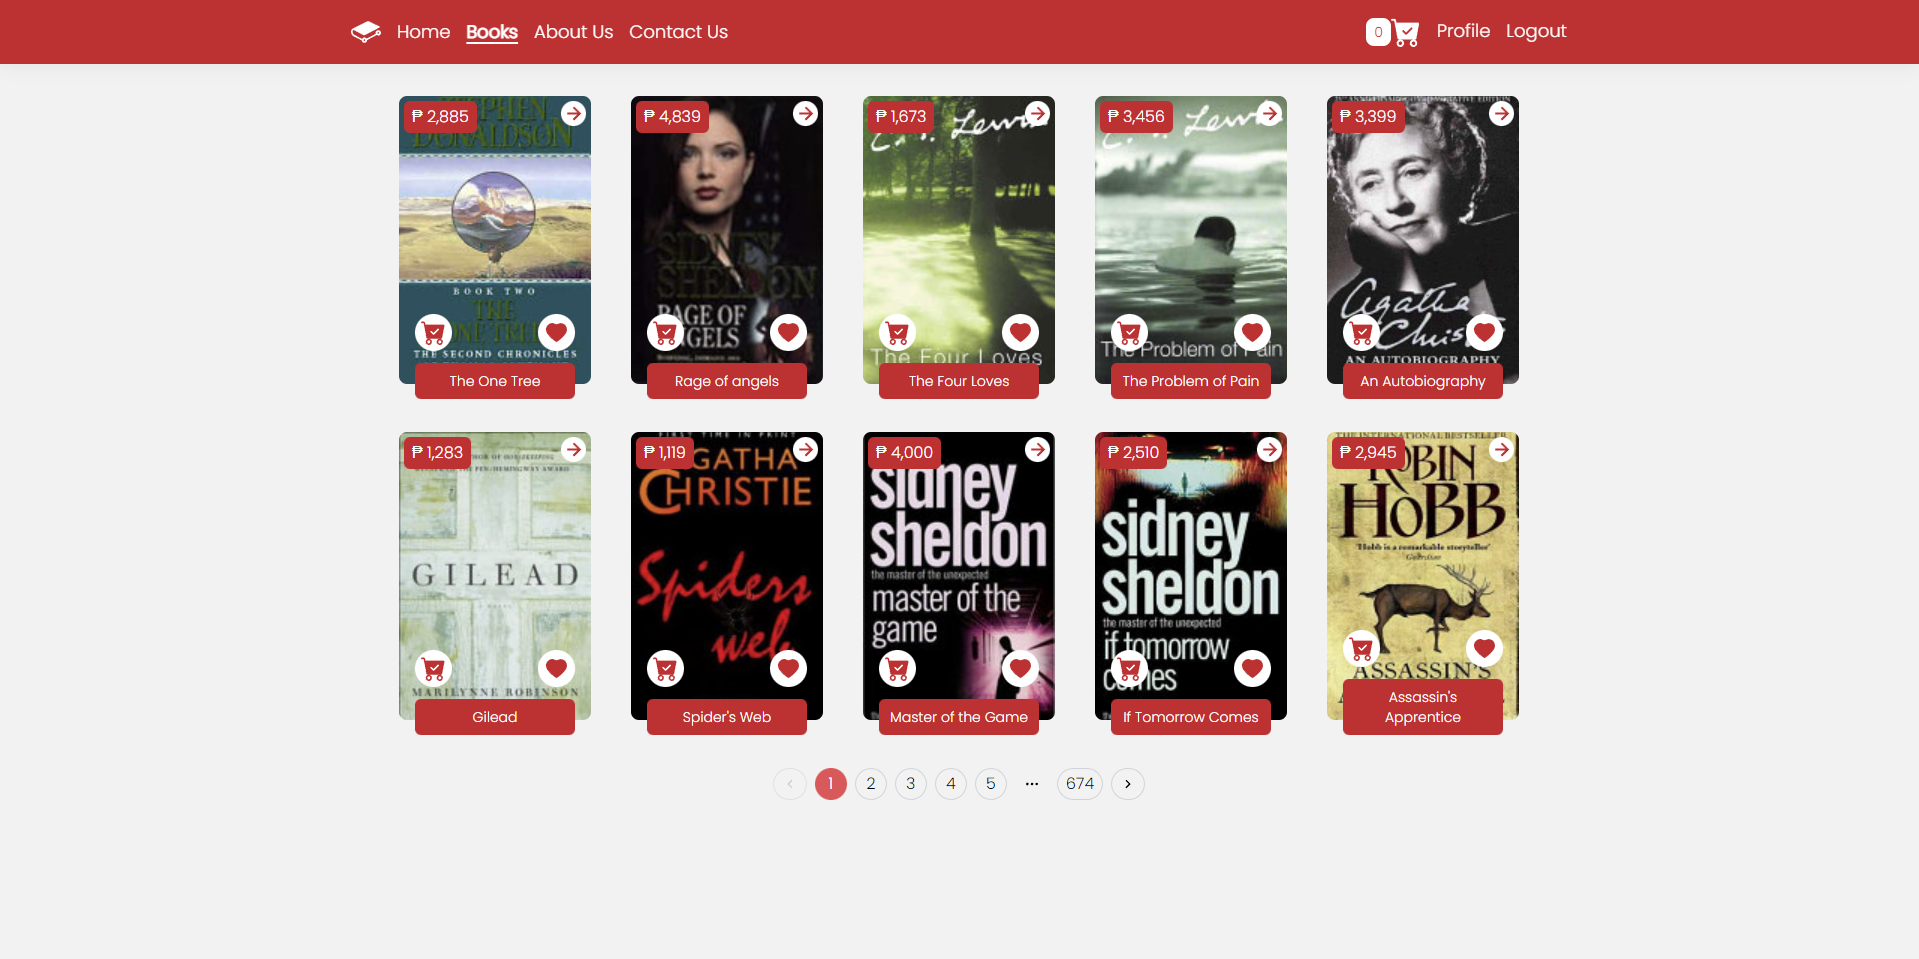 Home Books About Us Contact Us
0 Profile Logout
₱ 2,885
DONALDSON
BOOK TWO
THE
ONE TREE
THE SECOND CHRONICLES
The One Tree
₱ 4,839
SIDNEY
SHELDON
RAGE OF
ANGELS
Rage of angels
₱ 1,673
The Four Loves
The Four Loves
₱ 3,456
The Problem of Pain
The Problem of Pain
₱ 3,399
Agatha
Christie
AN AUTOBIOGRAPHY
An Autobiography
₱ 1,283
GILEAD
A NOVEL
MARILYNNE ROBINSON
Gilead
₱ 1,119
FIRST TIME IN PRINT
AGATHA
CHRISTIE
Spiders
web
Spider's Web
₱ 4,000
sidney
sheldon
the master of the unexpected
master of the
game
Master of the Game
₱ 2,510
sidney
sheldon
the master of the unexpected
if tomorrow
comes
If Tomorrow Comes
₱ 2,945
THE INTERNATIONAL BESTSELLER
ROBIN
HOBB
'Hobb is a remarkable storyteller'
Guardian
ASSASSIN'S
Assassin's
Apprentice
‹ 1 2 3 4 5 ••• 674 ›